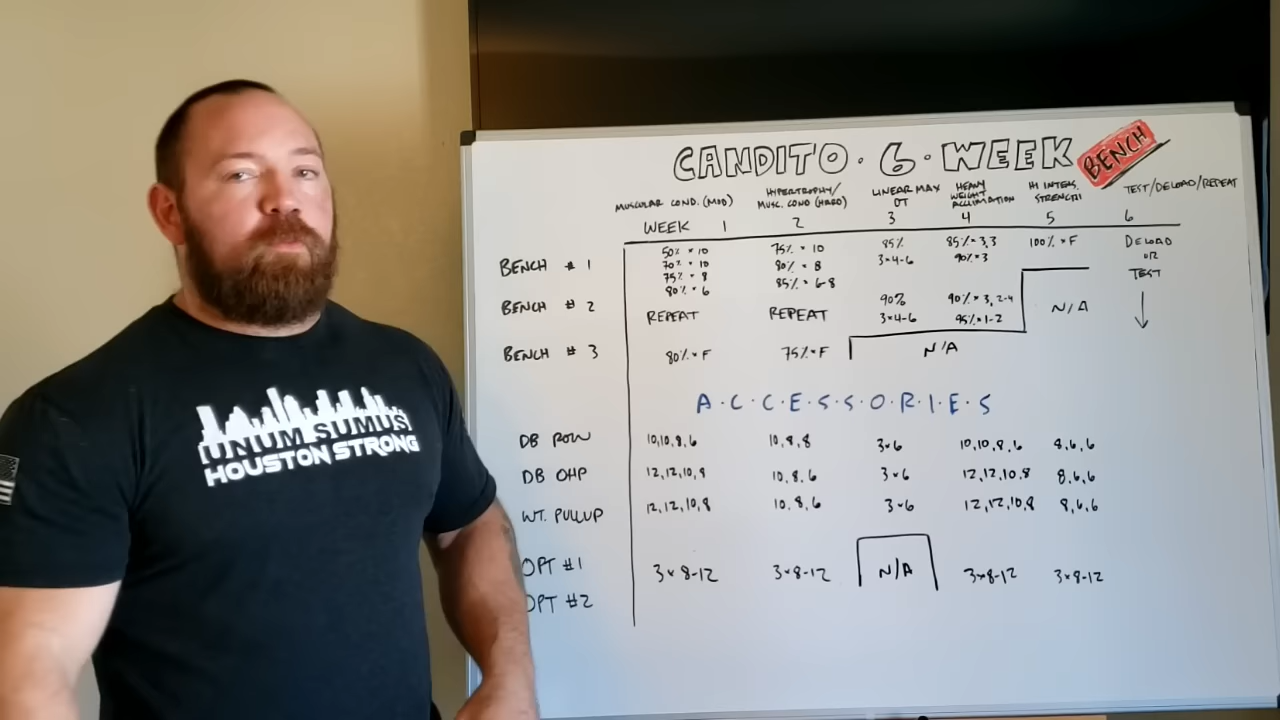 CANDITO · 6 · WEEK BENCH
MUSCULAR COND. (MOD) HYPERTROPHY/ MUSC. COND (HARD) LINEAR MAX OT HEAVY WEIGHT ACCLIMATION HI INTENS. STRENGTH TEST/DELOAD/REPEAT
WEEK 1 2 3 4 5 6
BENCH #1 50% × 10 75% × 10 85% 85% × 3,3 100% × F DELOAD
70% × 10 80% × 8 3×4-6 90% × 3 OR
75% × 8 85% × 6-8 TEST
80% × 6
BENCH #2 REPEAT REPEAT 90% 90% × 3, 2-4 N/A
3×4-6 95% × 1-2
BENCH #3 80% × F 75% × F N/A
A·C·C·E·S·S·O·R·I·E·S
DB ROW 10,10,8,6 10,8,8 3×6 10,10,8,6 8,6,6
DB OHP 12,12,10,8 10,8,6 3×6 12,12,10,8 8,6,6
WT. PULLUP 12,12,10,8 10,8,6 3×6 12,12,10,8 8,6,6
OPT #1 3×8-12 3×8-12 N/A 3×8-12 3×8-12
OPT #2
UNUM SUMUS
HOUSTON STRONG